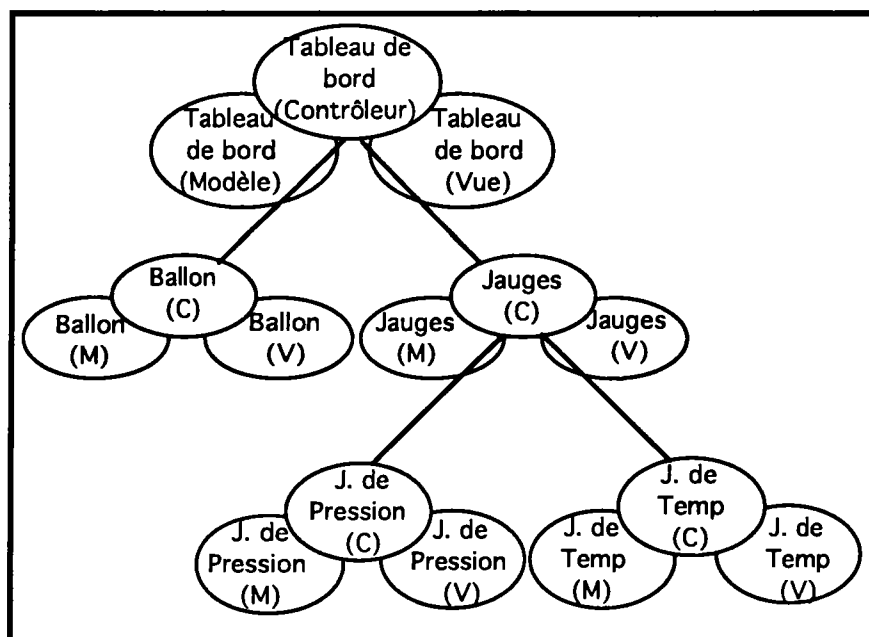 Tableau de
bord
(Contrôleur)
Tableau
de bord
(Modèle)
Tableau
de bord
(Vue)
Ballon
(C)
Ballon
(M)
Ballon
(V)
Jauges
(C)
Jauges
(M)
Jauges
(V)
J. de
Pression
(C)
J. de
Pression
(M)
J. de
Pression
(V)
J. de
Temp
(C)
J. de
Temp
(M)
J. de
Temp
(V)